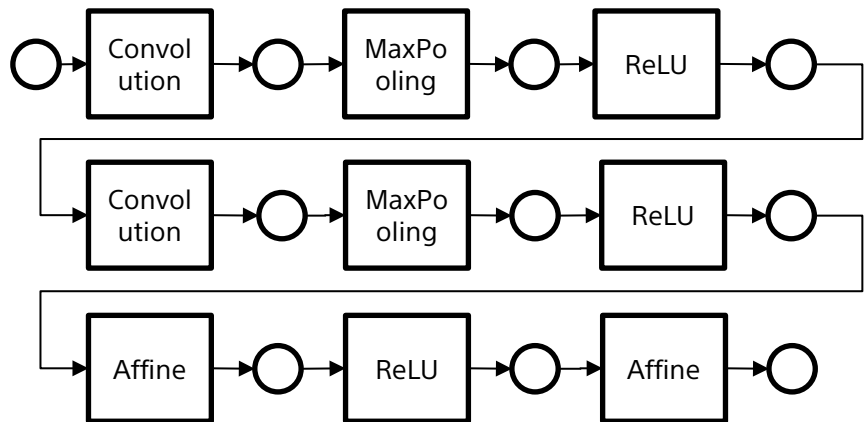 Convol
ution
MaxPo
oling
ReLU
Convol
ution
MaxPo
oling
ReLU
Affine
ReLU
Affine